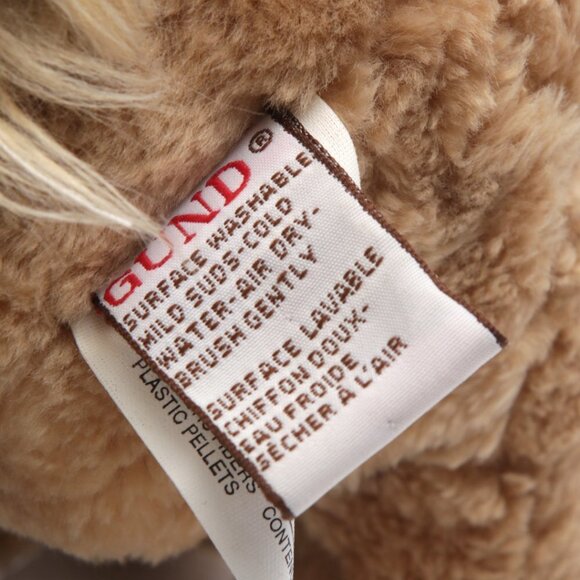 GUND®
SURFACE WASHABLE
MILD SUDS-COLD
WATER- AIR DRY-
BRUSH GENTLY
SURFACE LAVABLE
CHIFFON DOUX-
EAU FROIDE
SÉCHER À L'AIR
PLASTIC PELLETS